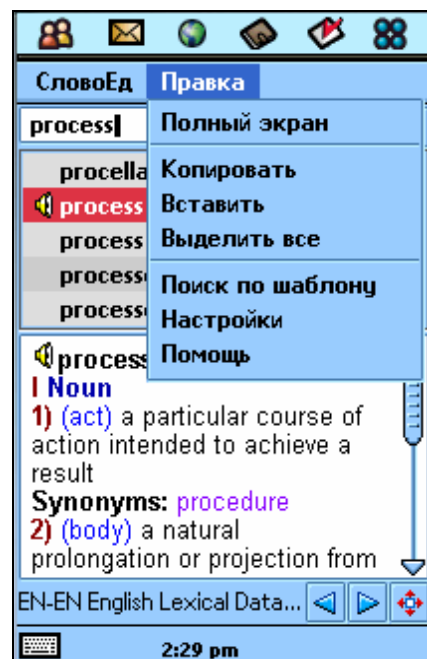 СловоЕд Правка
process
Полный экран
Копировать
Вставить
Выделить все
Поиск по шаблону
Настройки
Помощь
procella
process
process
process
process
process
I Noun
1) (act) a particular course of
action intended to achieve a
result
Synonyms: procedure
2) (body) a natural
prolongation or projection from
EN-EN English Lexical Data...
2:29 pm